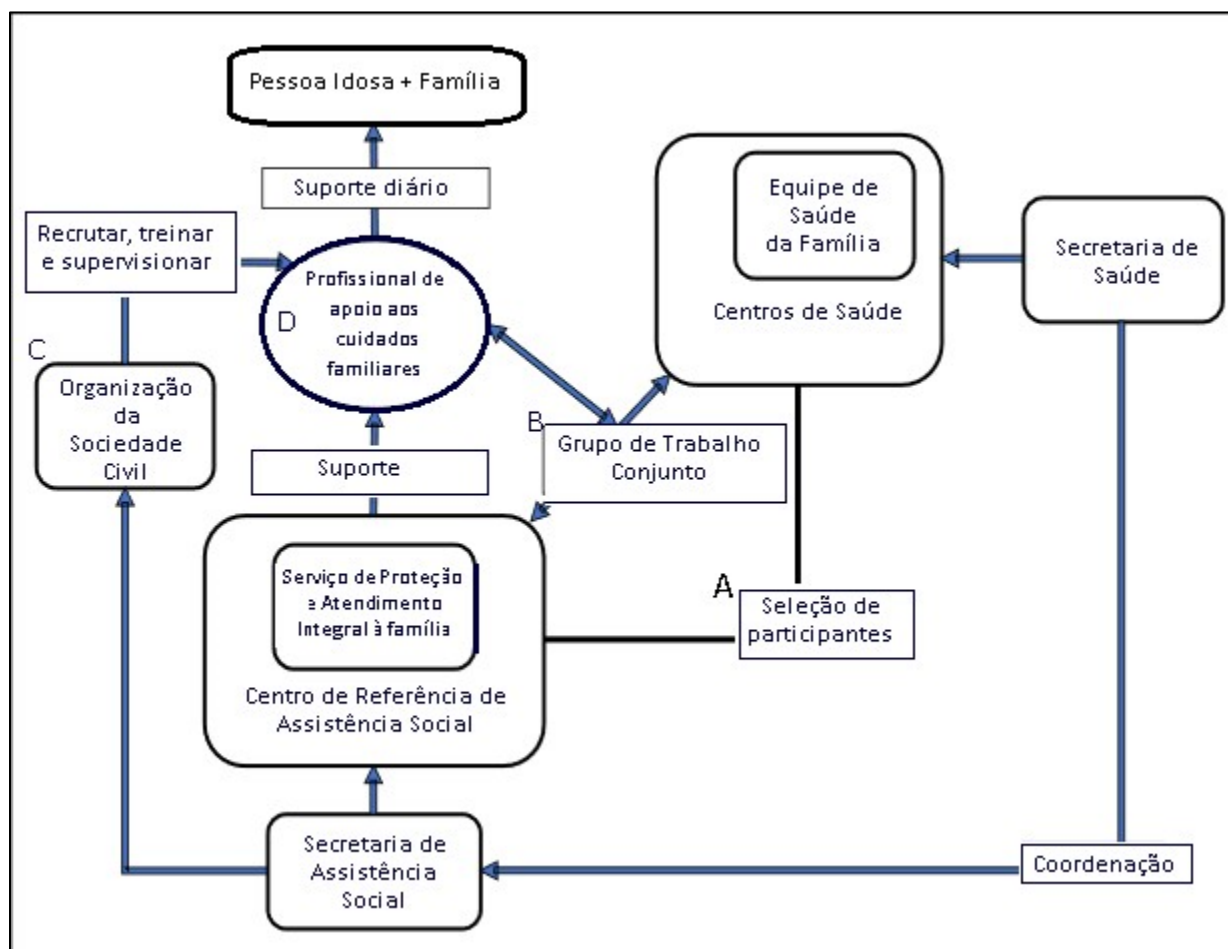 Pessoa Idosa + Família
Suporte diário
Equipe de
Saúde
da Família
Centros de Saúde
Secretaria de
Saúde
Recrutar, treinar
e supervisionar
D
Profissional de
apoio aos
cuidados
familiares
C
Organização
da
Sociedade
Civil
B
Grupo de Trabalho
Conjunto
Suporte
Serviço de Proteção
e Atendimento
Integral à família
Centro de Referência de
Assistência Social
A
Seleção de
participantes
Secretaria de
Assistência
Social
Coordenação